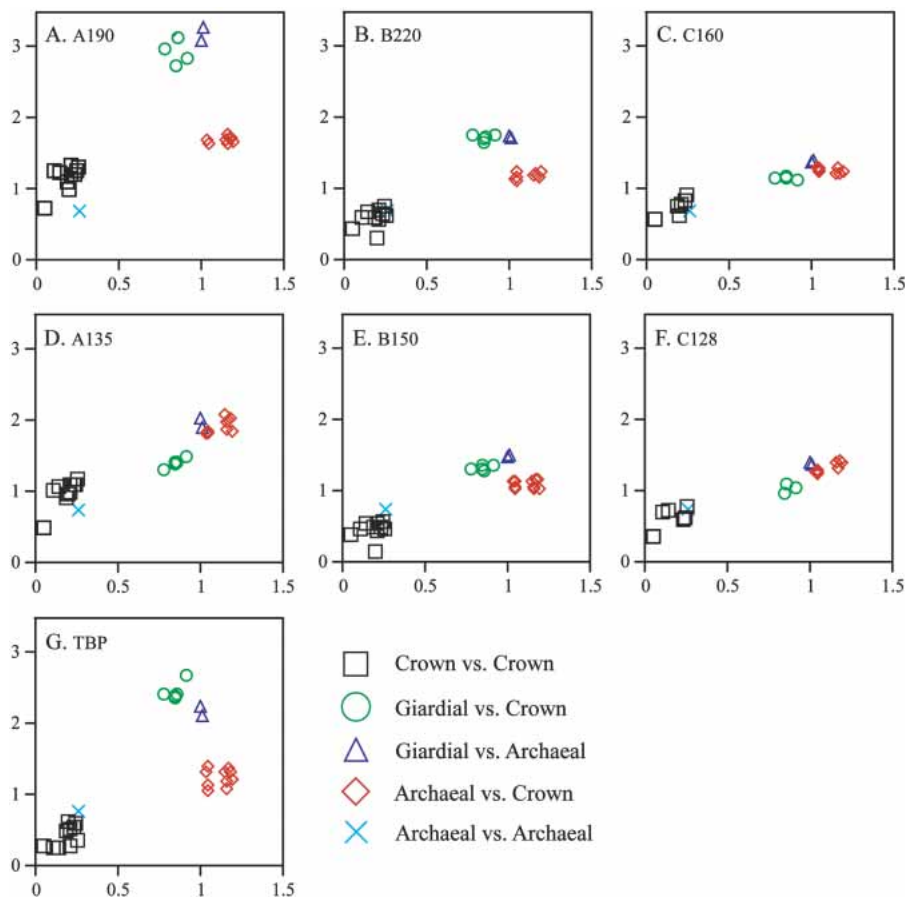 A. A190
B. B220
C. C160
3
3
3
2
2
2
1
1
1
0
0
0
0 0.5 1 1.5
0 0.5 1 1.5
0 0.5 1 1.5
D. A135
E. B150
F. C128
3
3
3
2
2
2
1
1
1
0
0
0
0 0.5 1 1.5
0 0.5 1 1.5
0 0.5 1 1.5
G. TBP
3
2
1
0
0 0.5 1 1.5
Crown vs. Crown
Giardial vs. Crown
Giardial vs. Archaeal
Archaeal vs. Crown
Archaeal vs. Archaeal